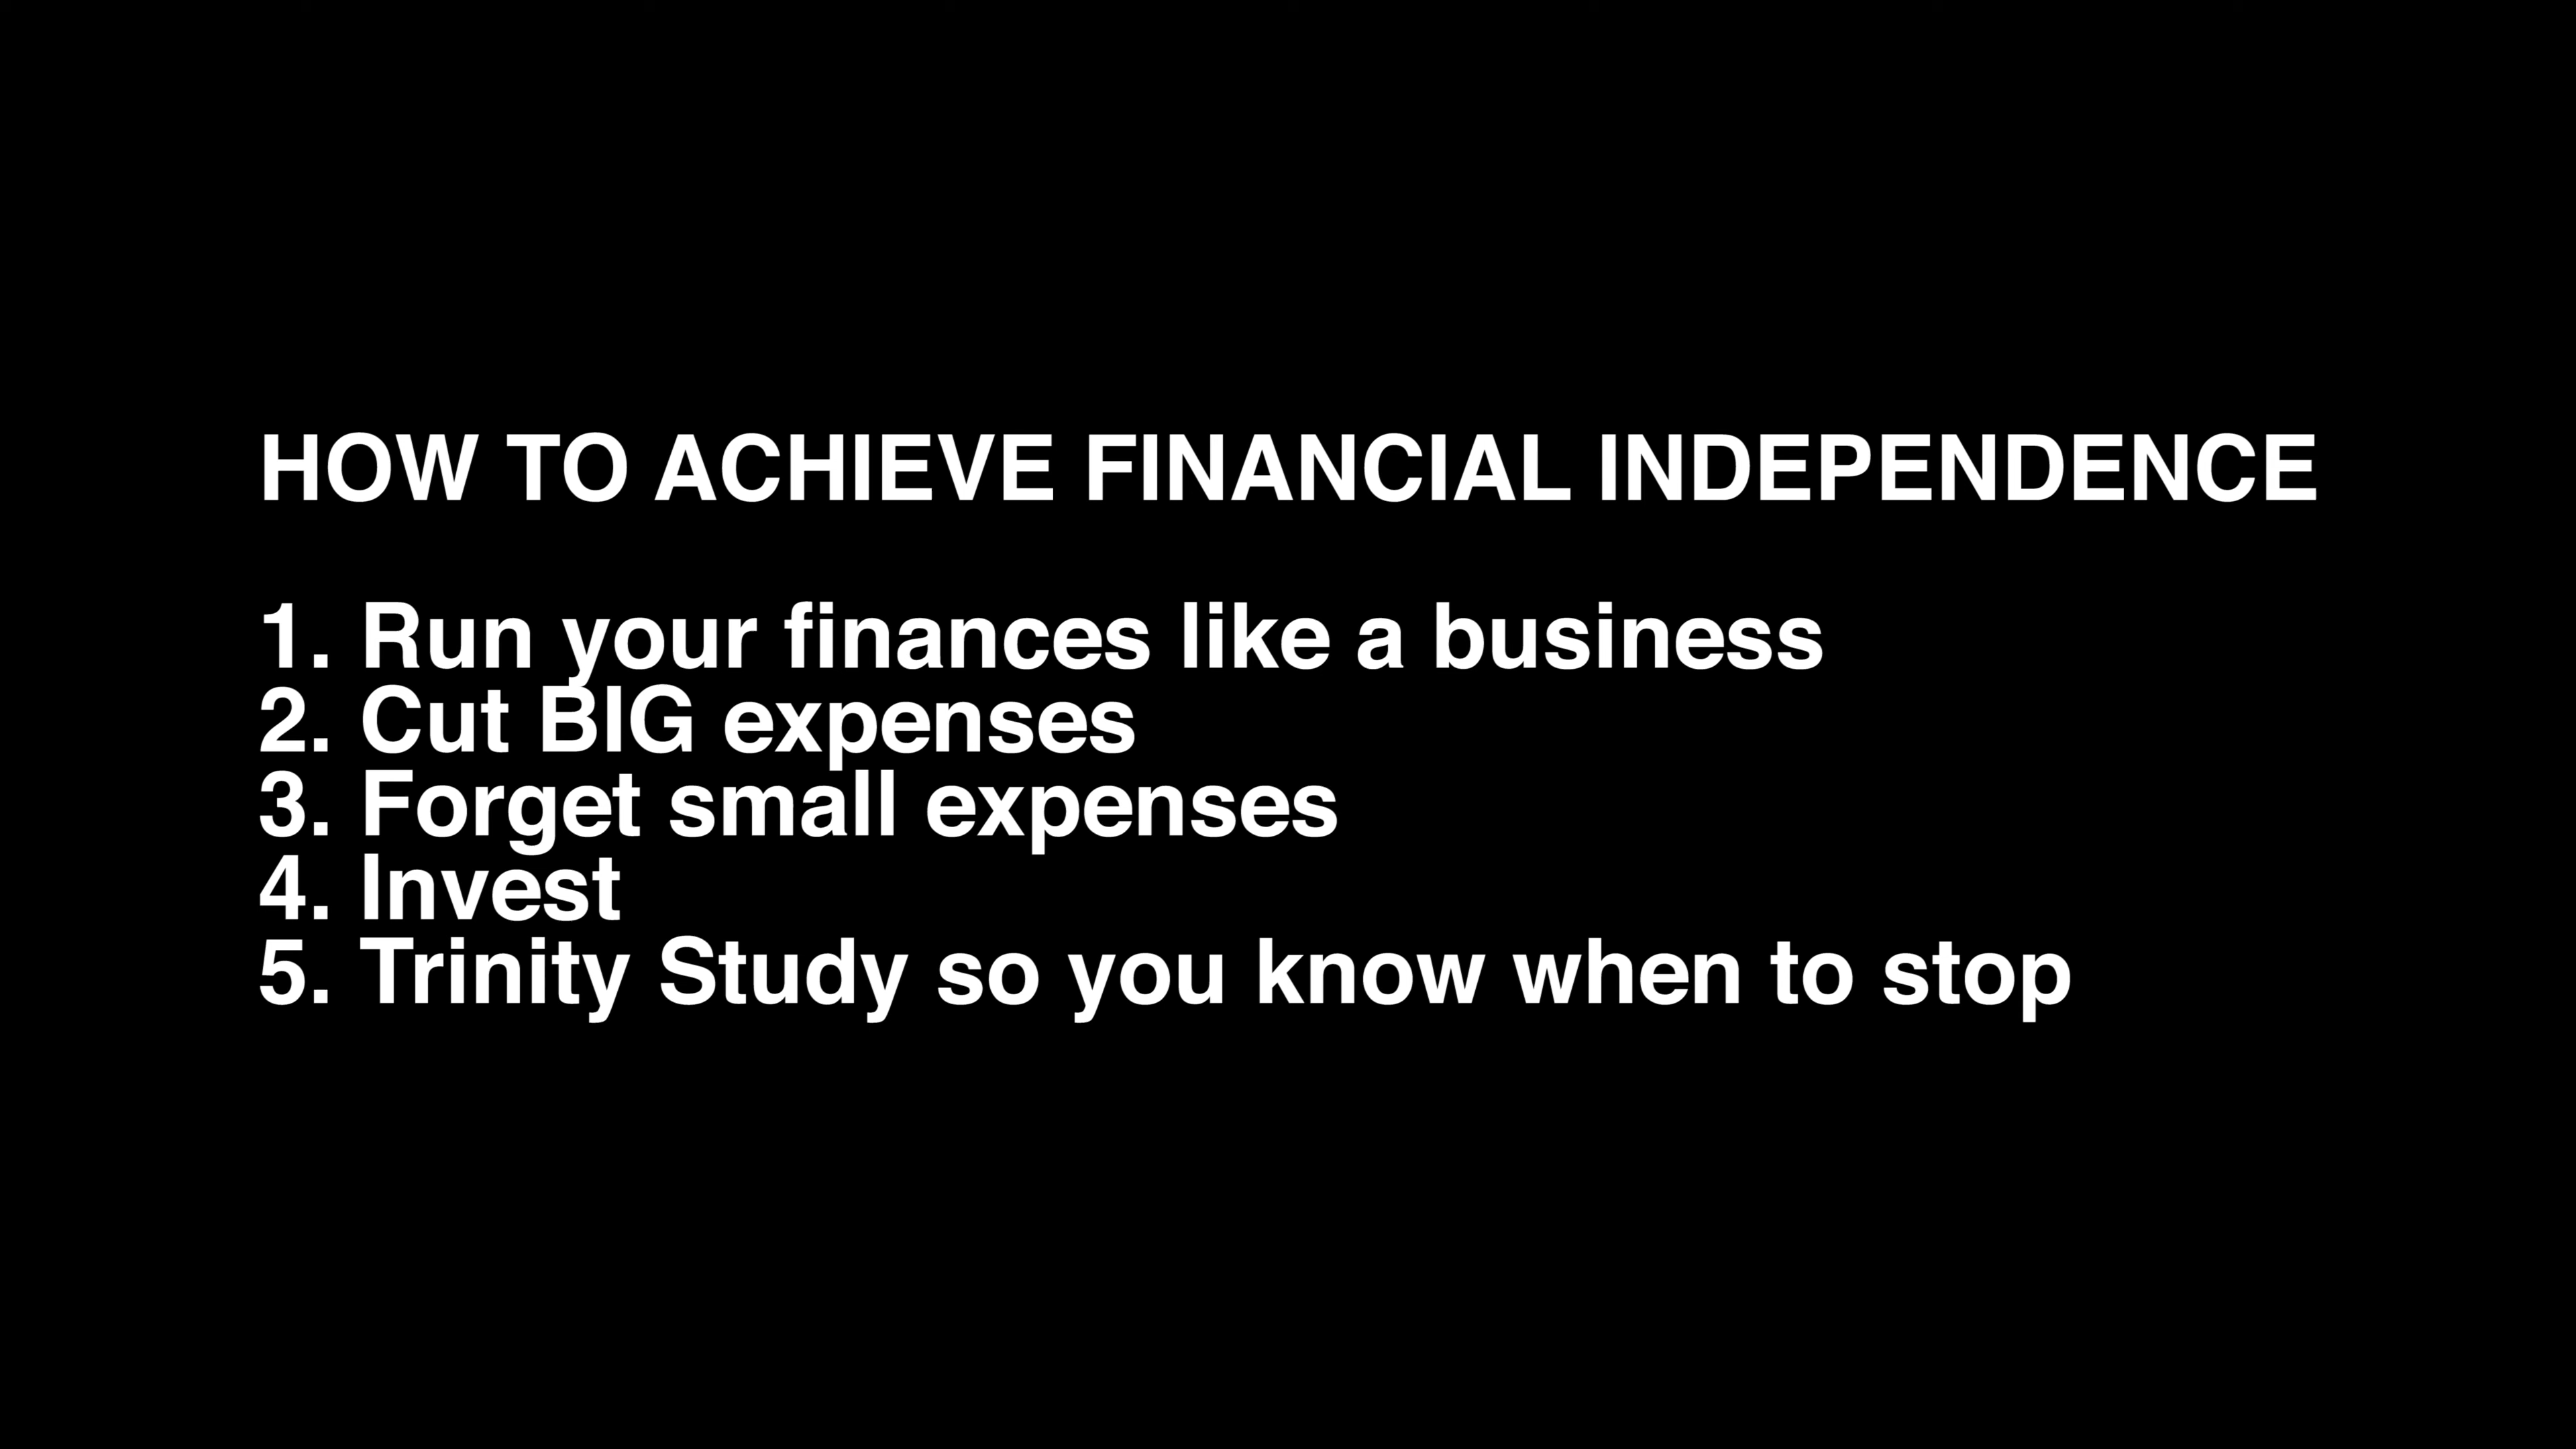 HOW TO ACHIEVE FINANCIAL INDEPENDENCE
1. Run your finances like a business
2. Cut BIG expenses
3. Forget small expenses
4. Invest
5. Trinity Study so you know when to stop